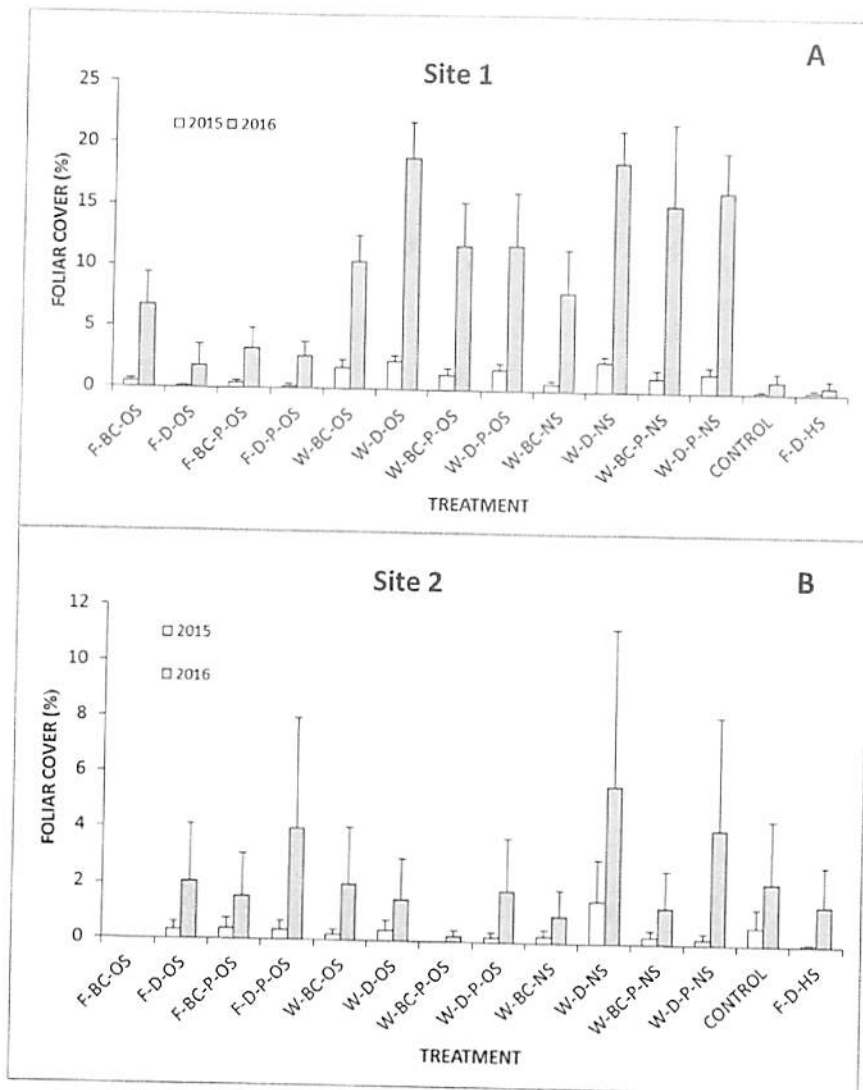 A
Site 1
25
20
15
10
5
0
FOLIAR COVER (%)
2015 2016
F-BC-OS
F-D-OS
F-BC-P-OS
F-D-P-OS
W-BC-OS
W-D-OS
W-BC-P-OS
W-D-P-OS
W-BC-NS
W-D-NS
W-BC-P-NS
W-D-P-NS
CONTROL
F-D-HS
TREATMENT
Site 2
B
12
10
8
6
4
2
0
FOLIAR COVER (%)
2015
2016
F-BC-OS
F-D-OS
F-BC-P-OS
F-D-P-OS
W-BC-OS
W-D-OS
W-BC-P-OS
W-D-P-OS
W-BC-NS
W-D-NS
W-BC-P-NS
W-D-P-NS
CONTROL
F-D-HS
TREATMENT